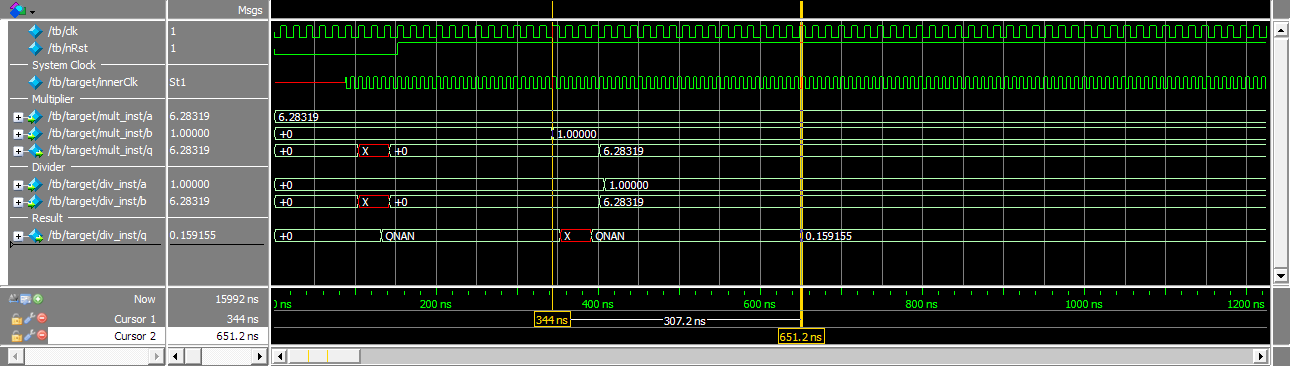 Msgs
/tb/clk 1
/tb/nRst 1
System Clock
/tb/target/innerClk St1
Multiplier
/tb/target/mult_inst/a 6.28319 6.28319
/tb/target/mult_inst/b 1.00000 +0 1.00000
/tb/target/mult_inst/q 6.28319 +0 X +0 6.28319
Divider
/tb/target/div_inst/a 1.00000 +0 1.00000
/tb/target/div_inst/b 6.28319 +0 X +0 6.28319
Result
/tb/target/div_inst/q 0.159155 +0 QNAN X QNAN 0.159155
Now 15992 ns 0 ns 200 ns 400 ns 600 ns 800 ns 1000 ns 1200 ns
Cursor 1 344 ns 344 ns 307.2 ns
Cursor 2 651.2 ns 651.2 ns